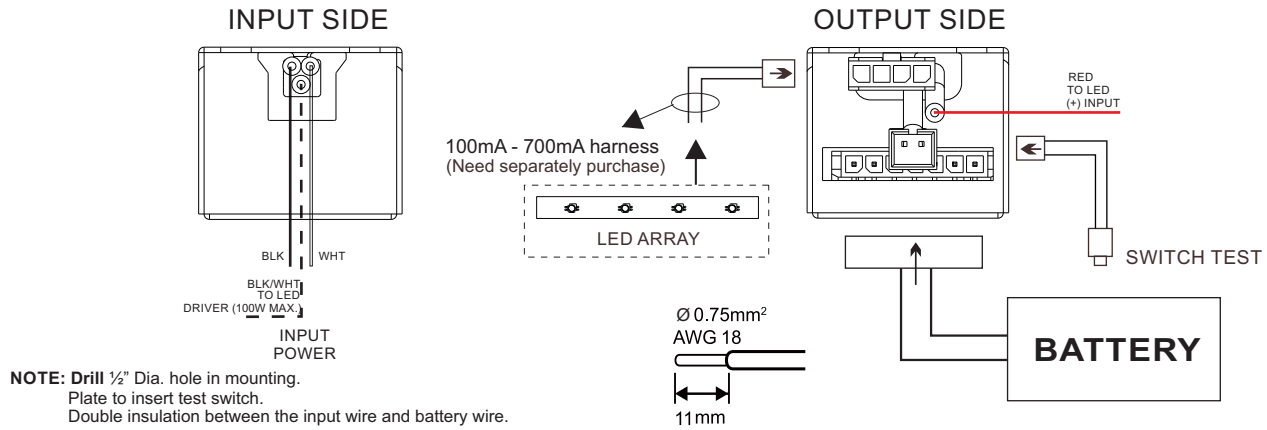 INPUT SIDE
OUTPUT SIDE
RED
TO LED
(+) INPUT
100mA - 700mA harness
(Need separately purchase)
LED ARRAY
BLK
WHT
BLK/WHT
TO LED
DRIVER (100W MAX.)
INPUT
POWER
SWITCH TEST
BATTERY
Ø 0.75mm²
AWG 18
11mm
NOTE: Drill ½” Dia. hole in mounting.
Plate to insert test switch.
Double insulation between the input wire and battery wire.